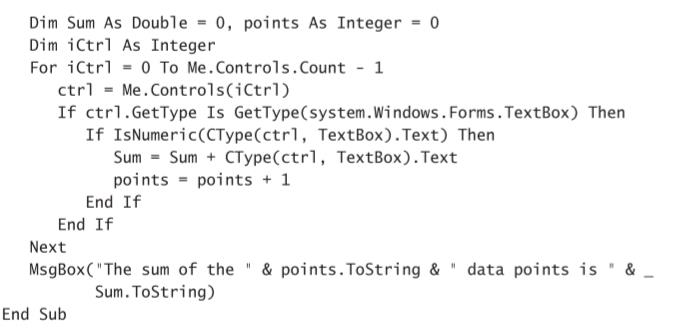 Dim Sum As Double = 0, points As Integer = 0
Dim iCtrl As Integer
For iCtrl = 0 To Me.Controls.Count - 1
ctrl = Me.Controls(iCtrl)
If ctrl.GetType Is GetType(system.Windows.Forms.TextBox) Then
If IsNumeric(CType(ctrl, TextBox).Text) Then
Sum = Sum + CType(ctrl, TextBox).Text
points = points + 1
End If
End If
Next
MsgBox("The sum of the " & points.ToString & " data points is " & _
Sum.ToString)
End Sub